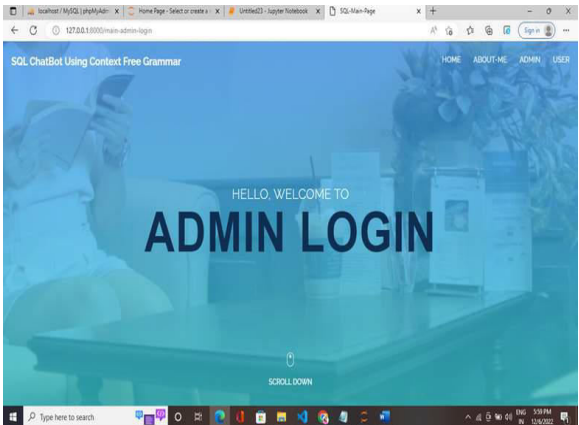 localhost / MySQL | phpMyAdm
Home Page - Select or create a
Untitled23 - Jupyter Notebook
SQL-Main-Page
127.0.0.1:8000/main-admin-login
Sign in
SQL ChatBot Using Context Free Grammar
HOME ABOUT-ME ADMIN USER
HELLO, WELCOME TO
ADMIN LOGIN
SCROLL DOWN
Type here to search
ENG 5:59 PM
IN 12/6/2022